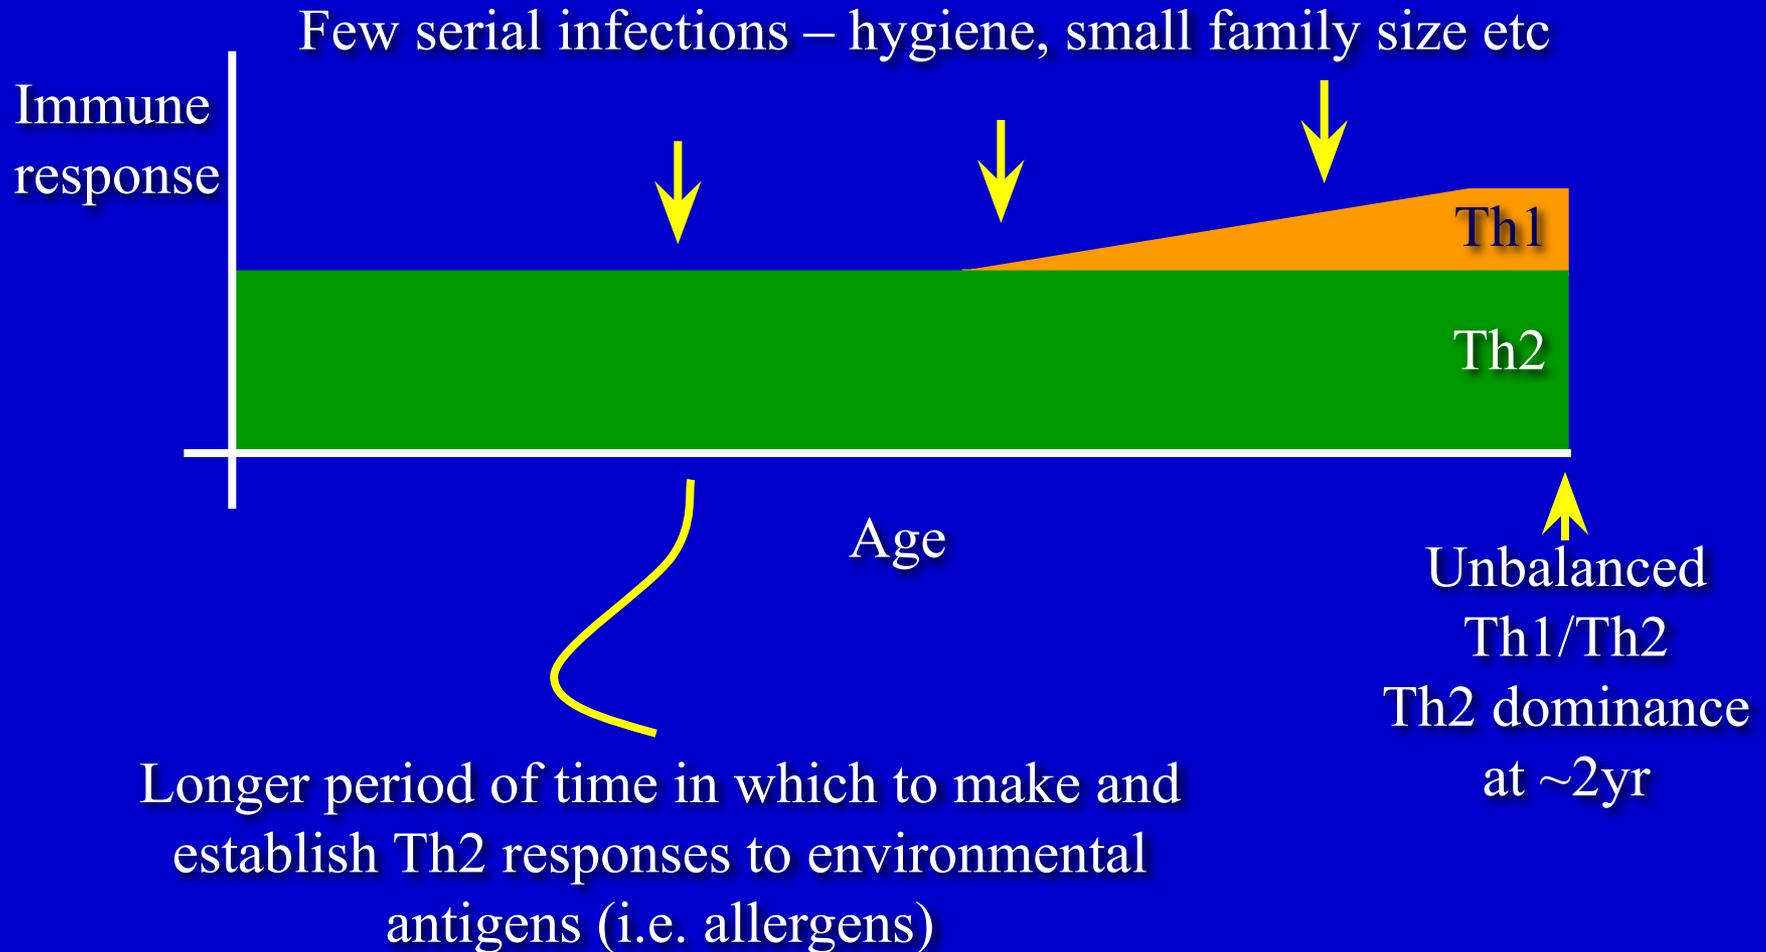 Few serial infections – hygiene, small family size etc
Immune
response
Th1
Th2
Age
Unbalanced
Th1/Th2
Th2 dominance
at ~2yr
Longer period of time in which to make and
establish Th2 responses to environmental
antigens (i.e. allergens)